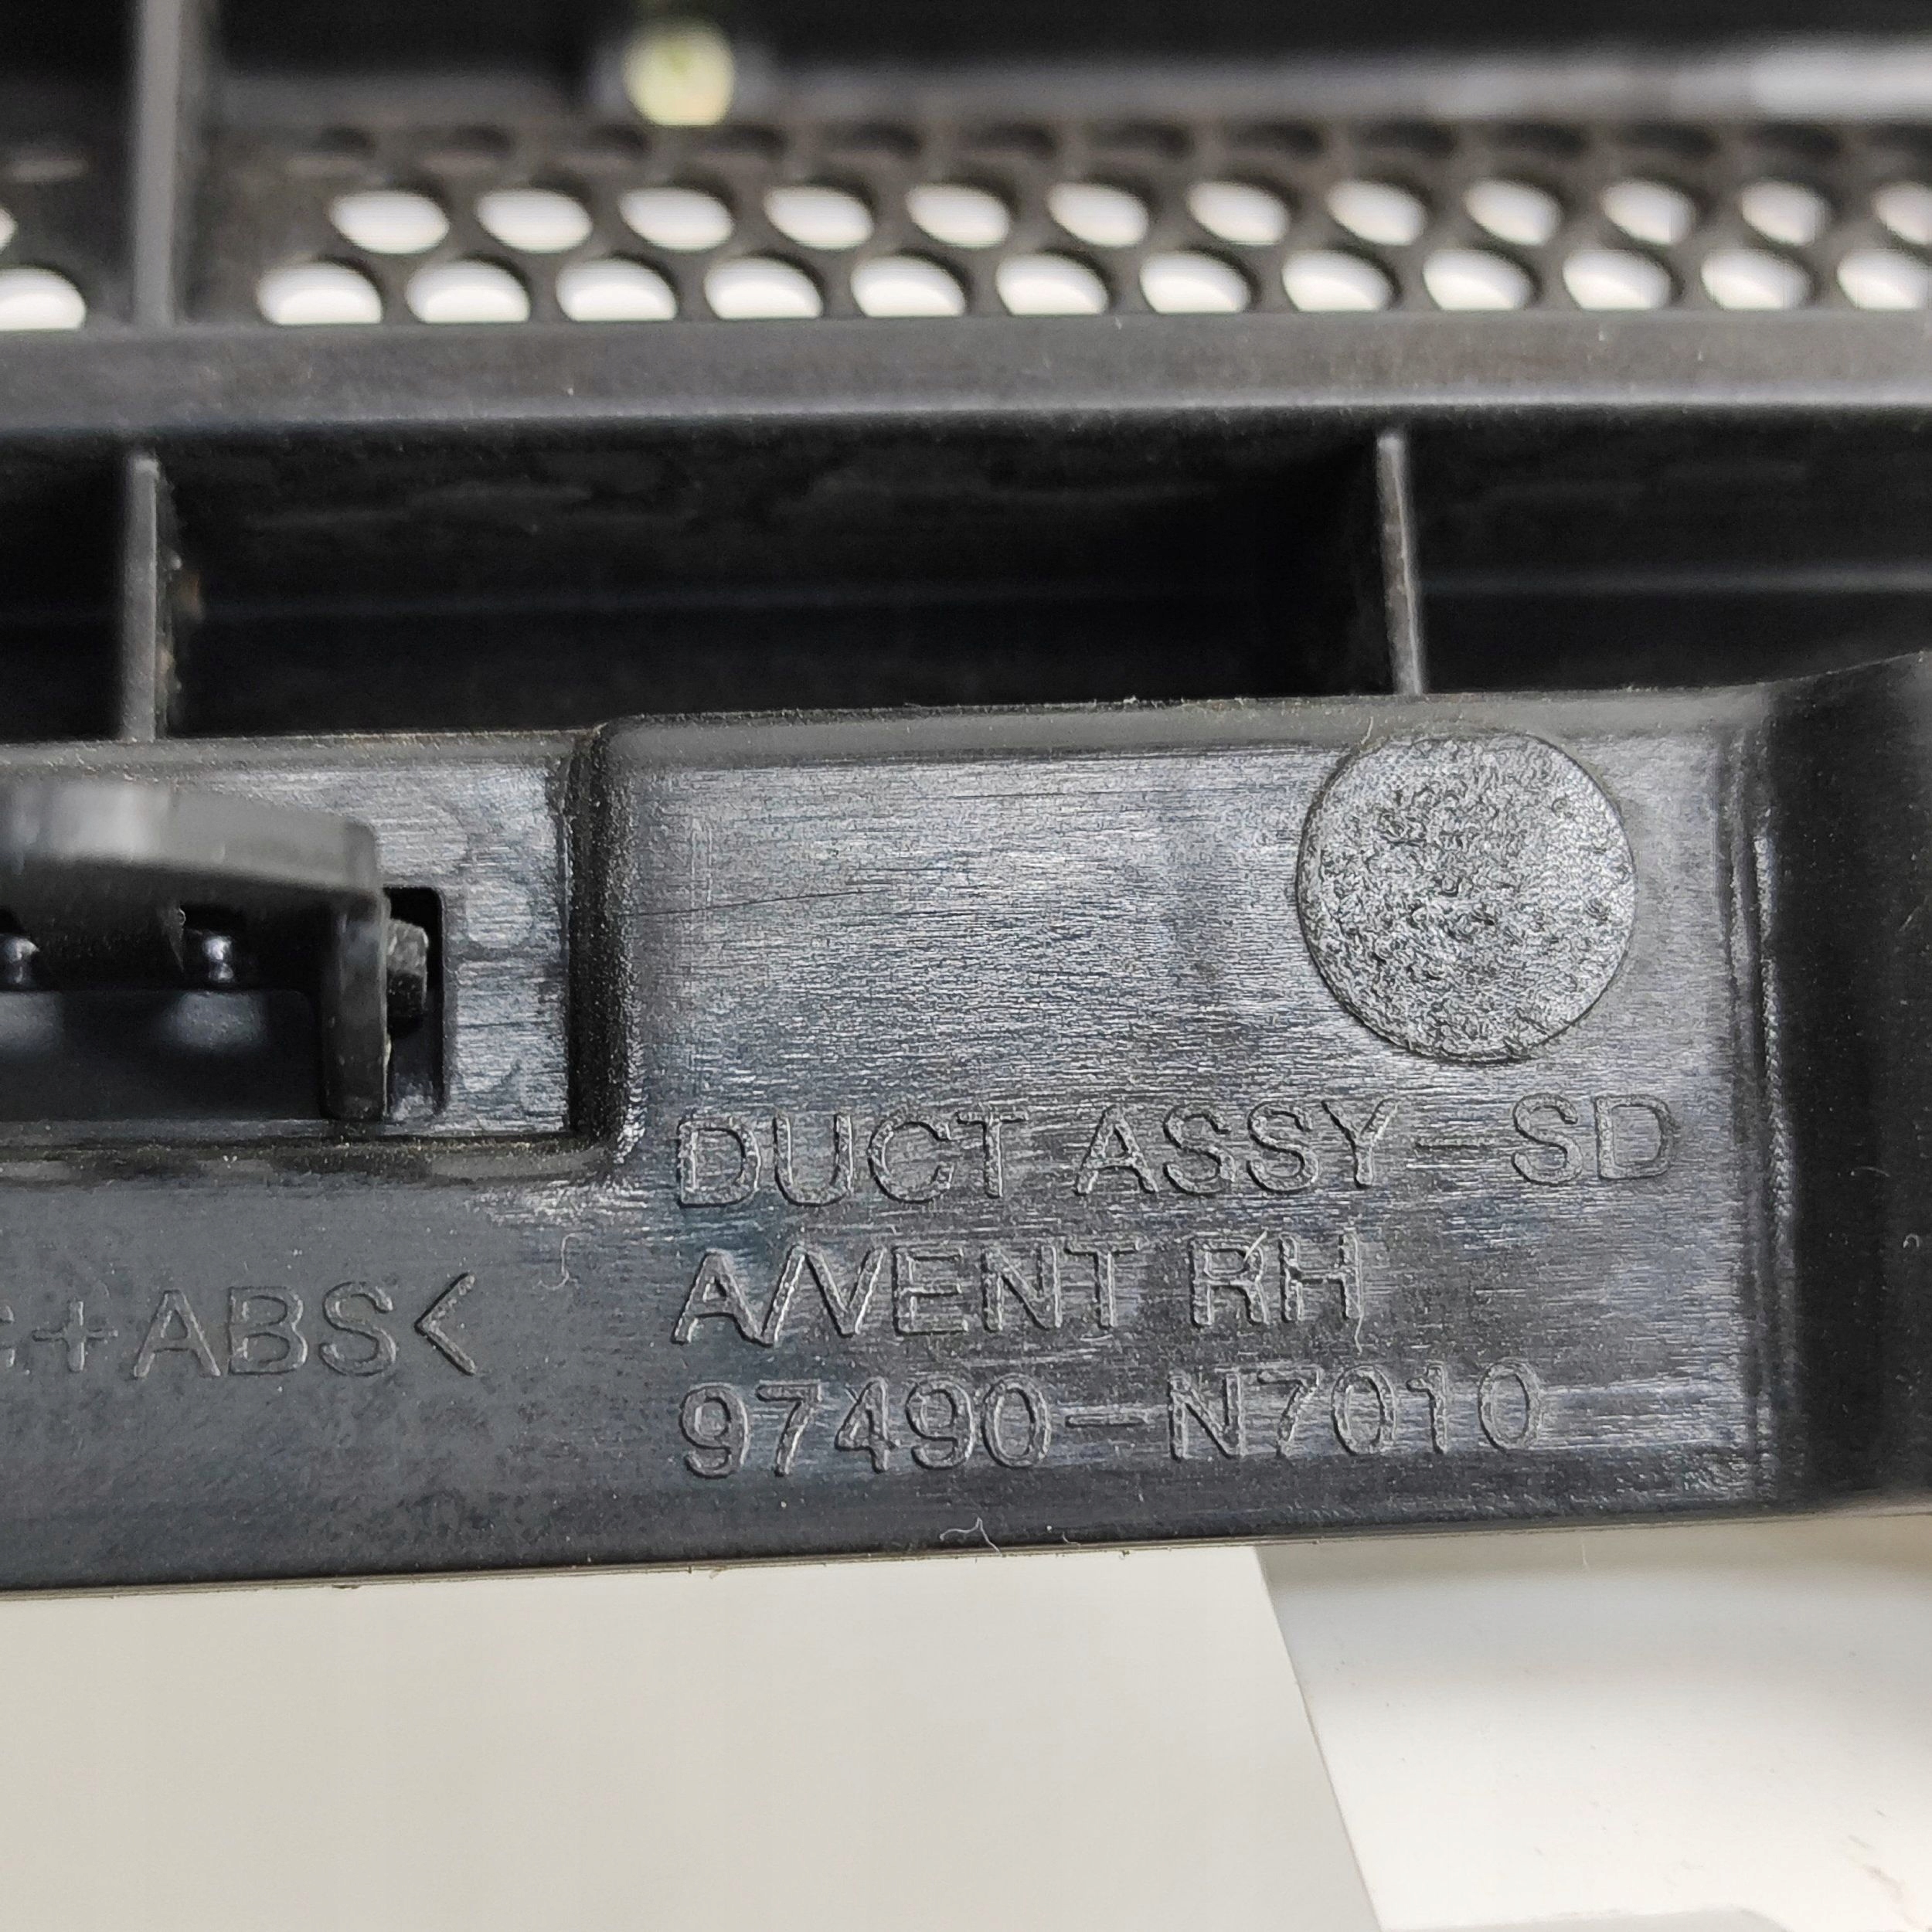 DUCT ASSY-SD
A/VENT RH
97490-N7010
+ABS<